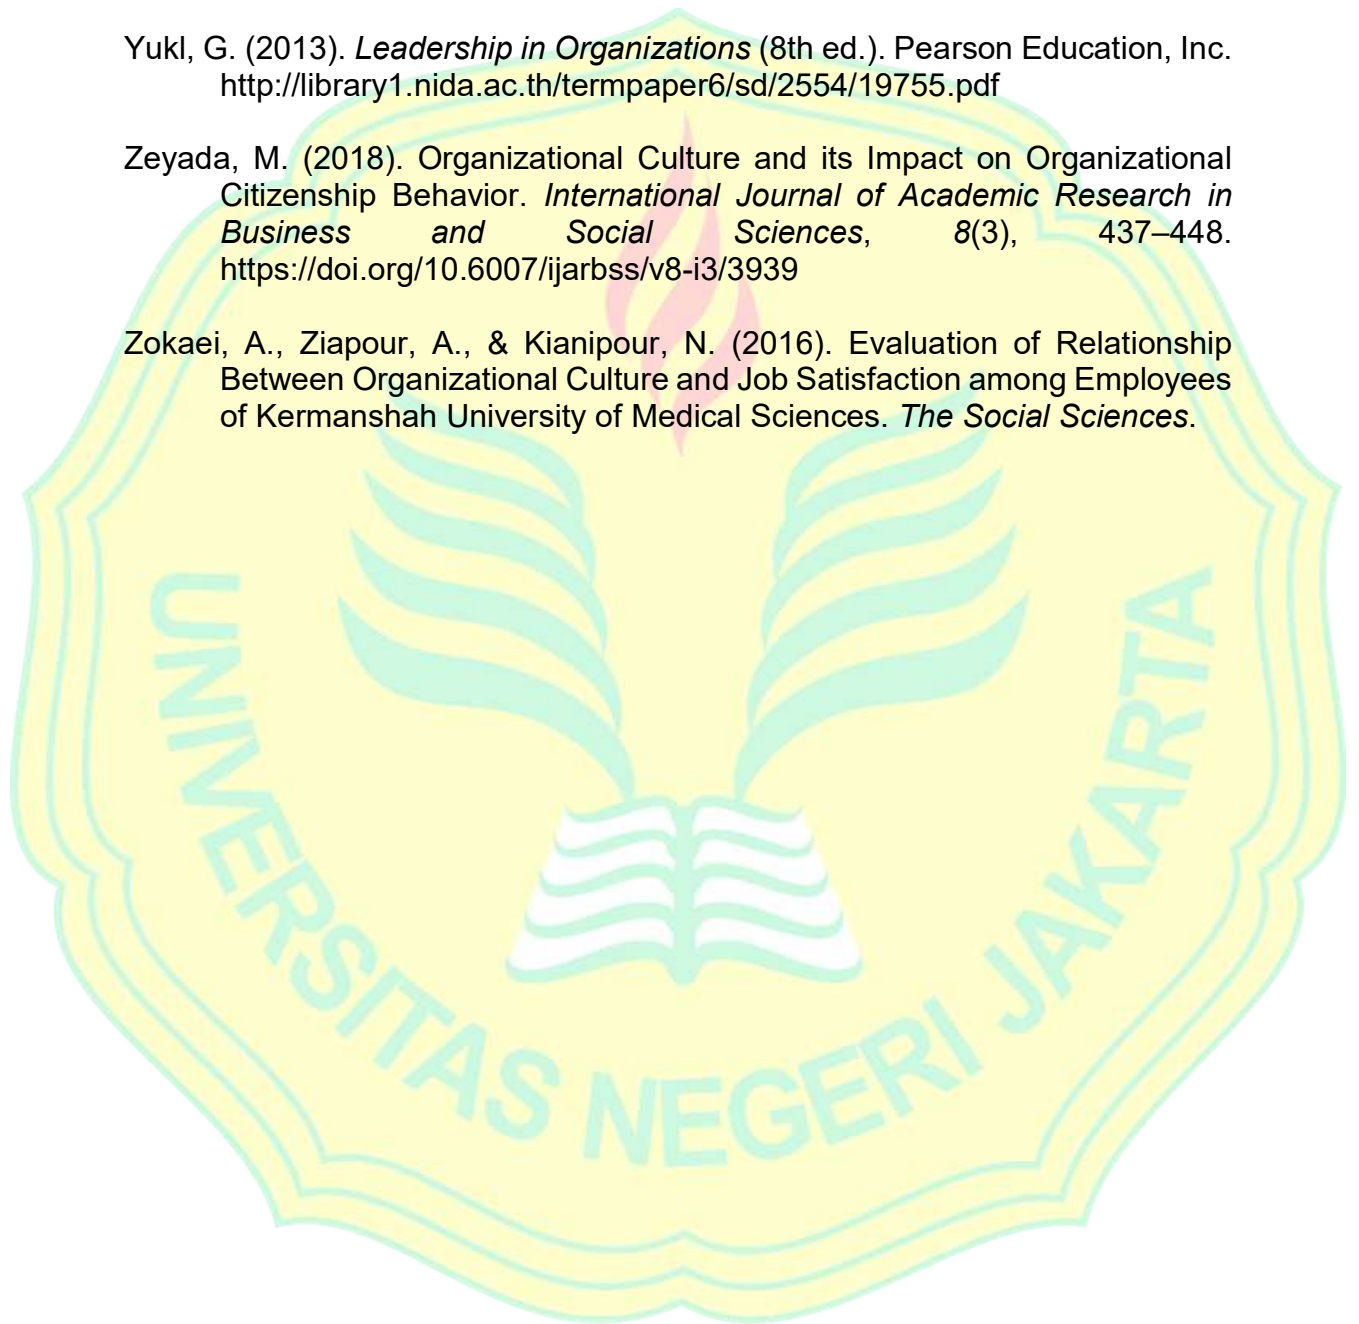 Yukl, G. (2013). Leadership in Organizations (8th ed.). Pearson Education, Inc.
http://library1.nida.ac.th/termpaper6/sd/2554/19755.pdf
Zeyada, M. (2018). Organizational Culture and its Impact on Organizational
Citizenship Behavior. International Journal of Academic Research in
Business and Social Sciences, 8(3), 437–448.
https://doi.org/10.6007/ijarbss/v8-i3/3939
Zokaei, A., Ziapour, A., & Kianipour, N. (2016). Evaluation of Relationship
Between Organizational Culture and Job Satisfaction among Employees
of Kermanshah University of Medical Sciences. The Social Sciences.
UNIVERSITAS NEGERI JAKARTA